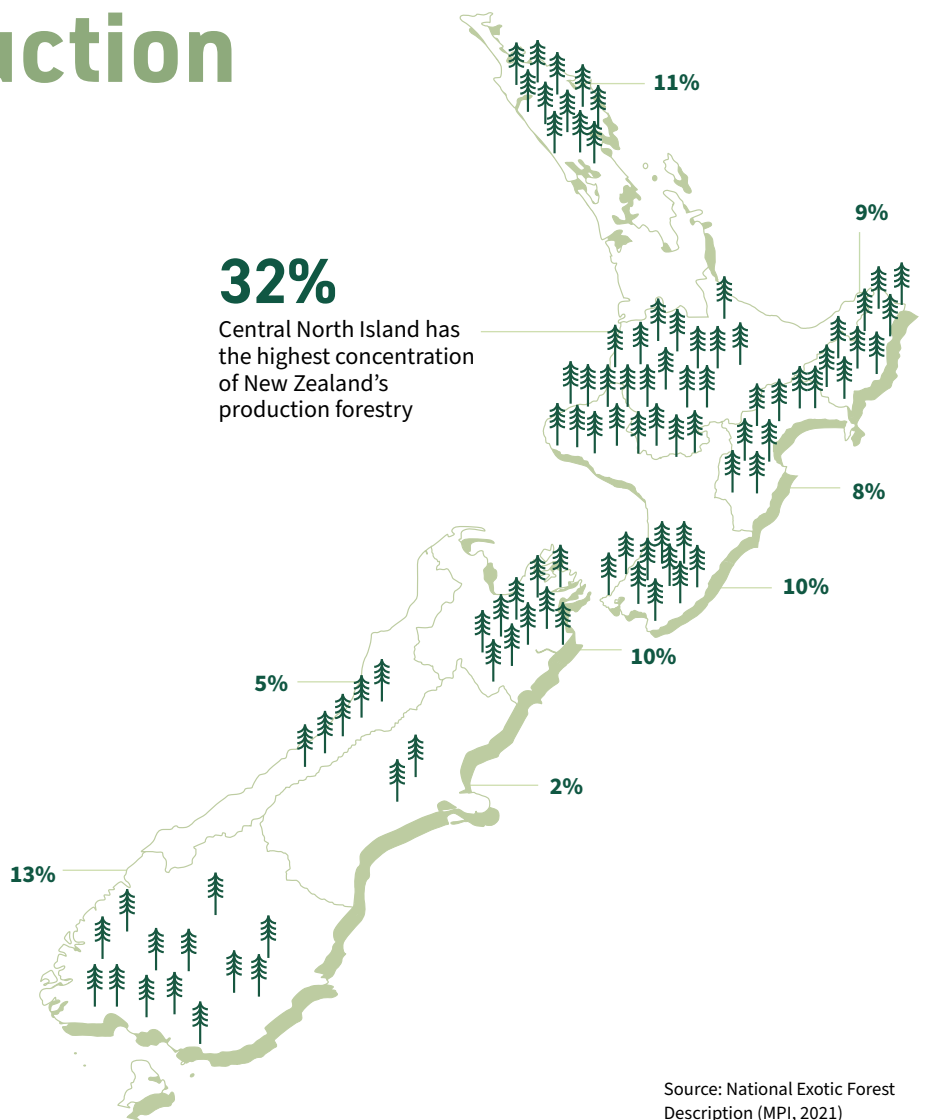 uction
11%
9%
32%
Central North Island has
the highest concentration
of New Zealand’s
production forestry
8%
10%
10%
5%
2%
13%
Source: National Exotic Forest
Description (MPI, 2021)